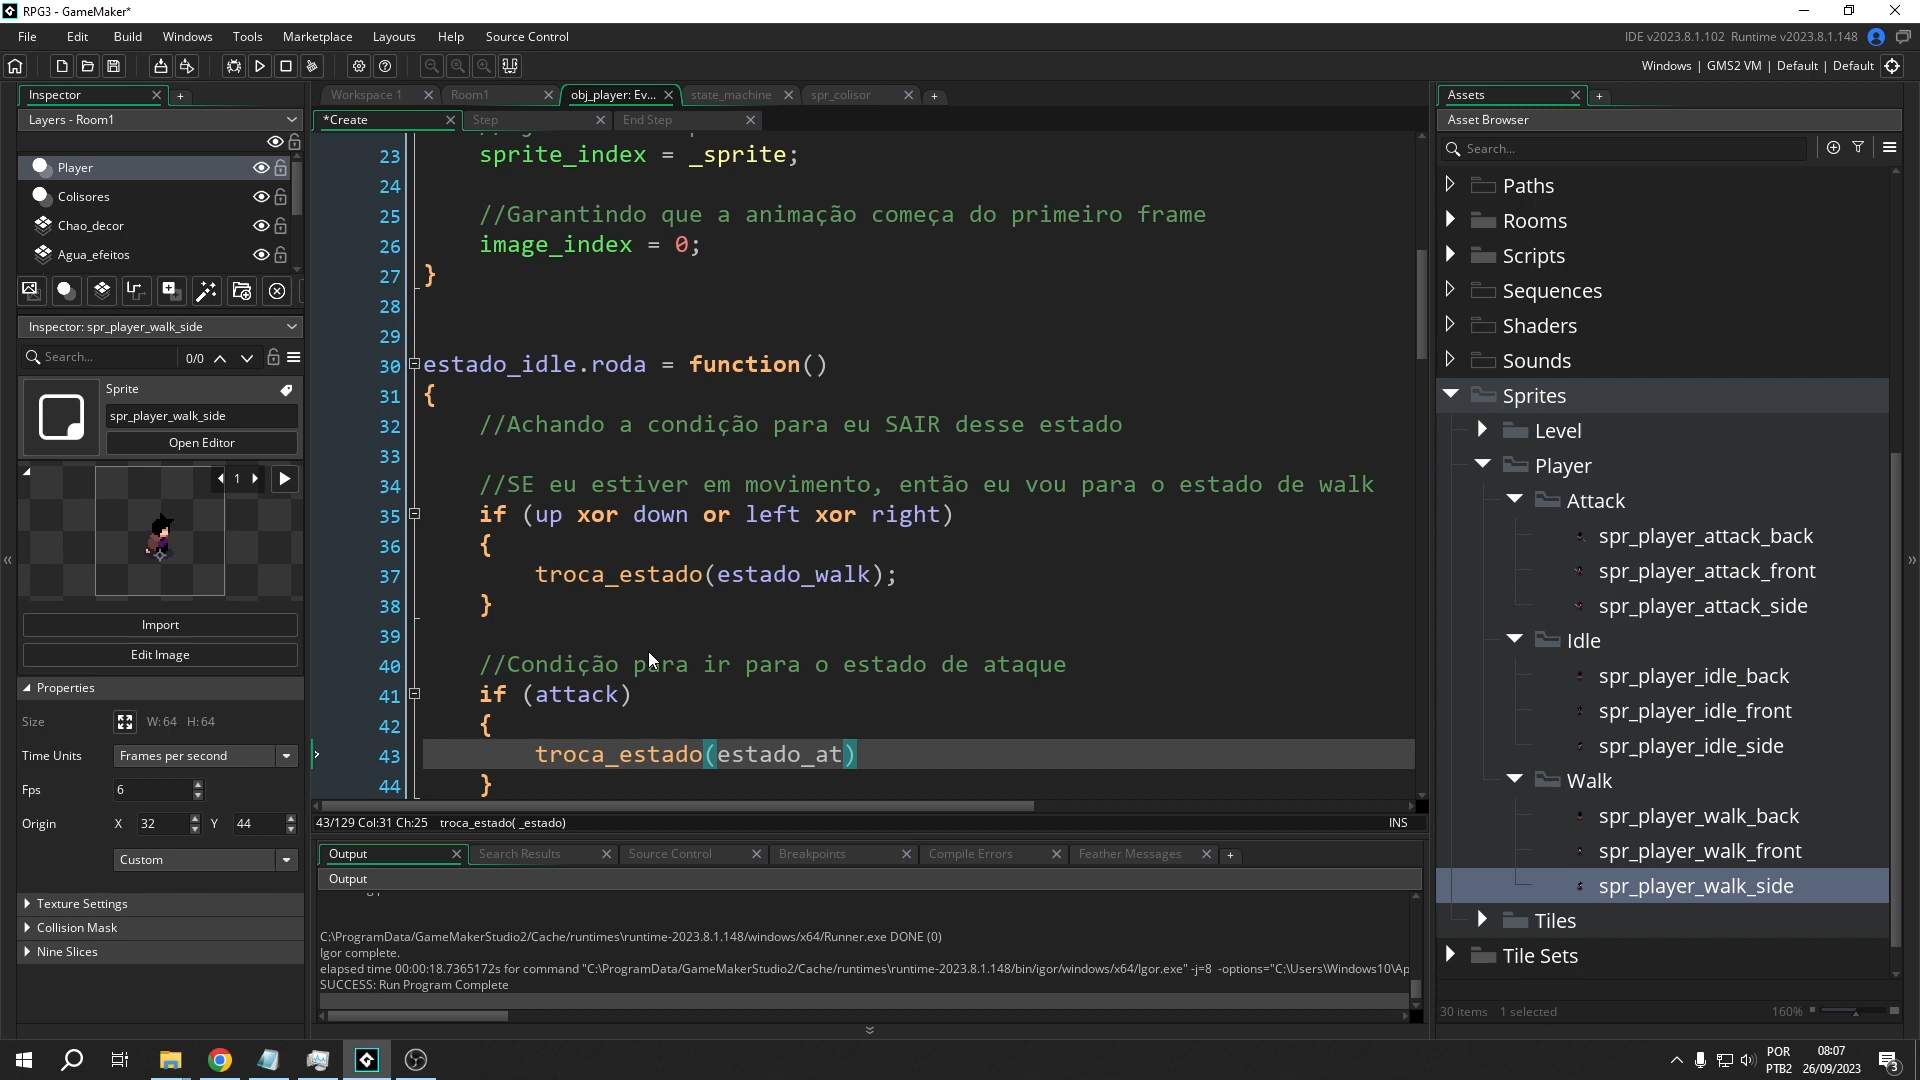 RPG3 - GameMaker*
File Edit Build Windows Tools Marketplace Layouts Help Source Control
IDE v2023.8.1.102 Runtime v2023.8.1.148
Windows | GMS2 VM | Default | Default
Inspector
Layers - Room1
Player
Colisores
Chao_decor
Agua_efeitos
Inspector: spr_player_walk_side
Search...
0/0
Sprite
spr_player_walk_side
Open Editor
1
Import
Edit Image
Properties
Size W:64 H:64
Time Units Frames per second
Fps 6
Origin X 32 Y 44
Custom
Texture Settings
Collision Mask
Nine Slices
Workspace 1 Room1 obj_player: Ev... state_machine spr_colisor
*Create Step End Step
23 sprite_index = _sprite;
24
25 //Garantindo que a animação começa do primeiro frame
26 image_index = 0;
27 }
28
29
30 estado_idle.roda = function()
31 {
32 //Achando a condição para eu SAIR desse estado
33
34 //SE eu estiver em movimento, então eu vou para o estado de walk
35 if (up xor down or left xor right)
36 {
37 troca_estado(estado_walk);
38 }
39
40 //Condição para ir para o estado de ataque
41 if (attack)
42 {
43 troca_estado(estado_at)
44 }
43/129 Col:31 Ch:25 troca_estado( _estado)
INS
Output Search Results Source Control Breakpoints Compile Errors Feather Messages
Output
C:\ProgramData/GameMakerStudio2/Cache/runtimes\runtime-2023.8.1.148/windows/x64/Runner.exe DONE (0)
Igor complete.
elapsed time 00:00:18.7365172s for command "C:\ProgramData/GameMakerStudio2/Cache/runtimes\runtime-2023.8.1.148/bin/igor/windows/x64/Igor.exe" -j=8 -options="C:\Users\Windows10\Ap
SUCCESS: Run Program Complete
Assets
Asset Browser
Search...
Paths
Rooms
Scripts
Sequences
Shaders
Sounds
Sprites
Level
Player
Attack
spr_player_attack_back
spr_player_attack_front
spr_player_attack_side
Idle
spr_player_idle_back
spr_player_idle_front
spr_player_idle_side
Walk
spr_player_walk_back
spr_player_walk_front
spr_player_walk_side
Tiles
Tile Sets
30 items 1 selected
160%
POR
PTB2
08:07
26/09/2023
3